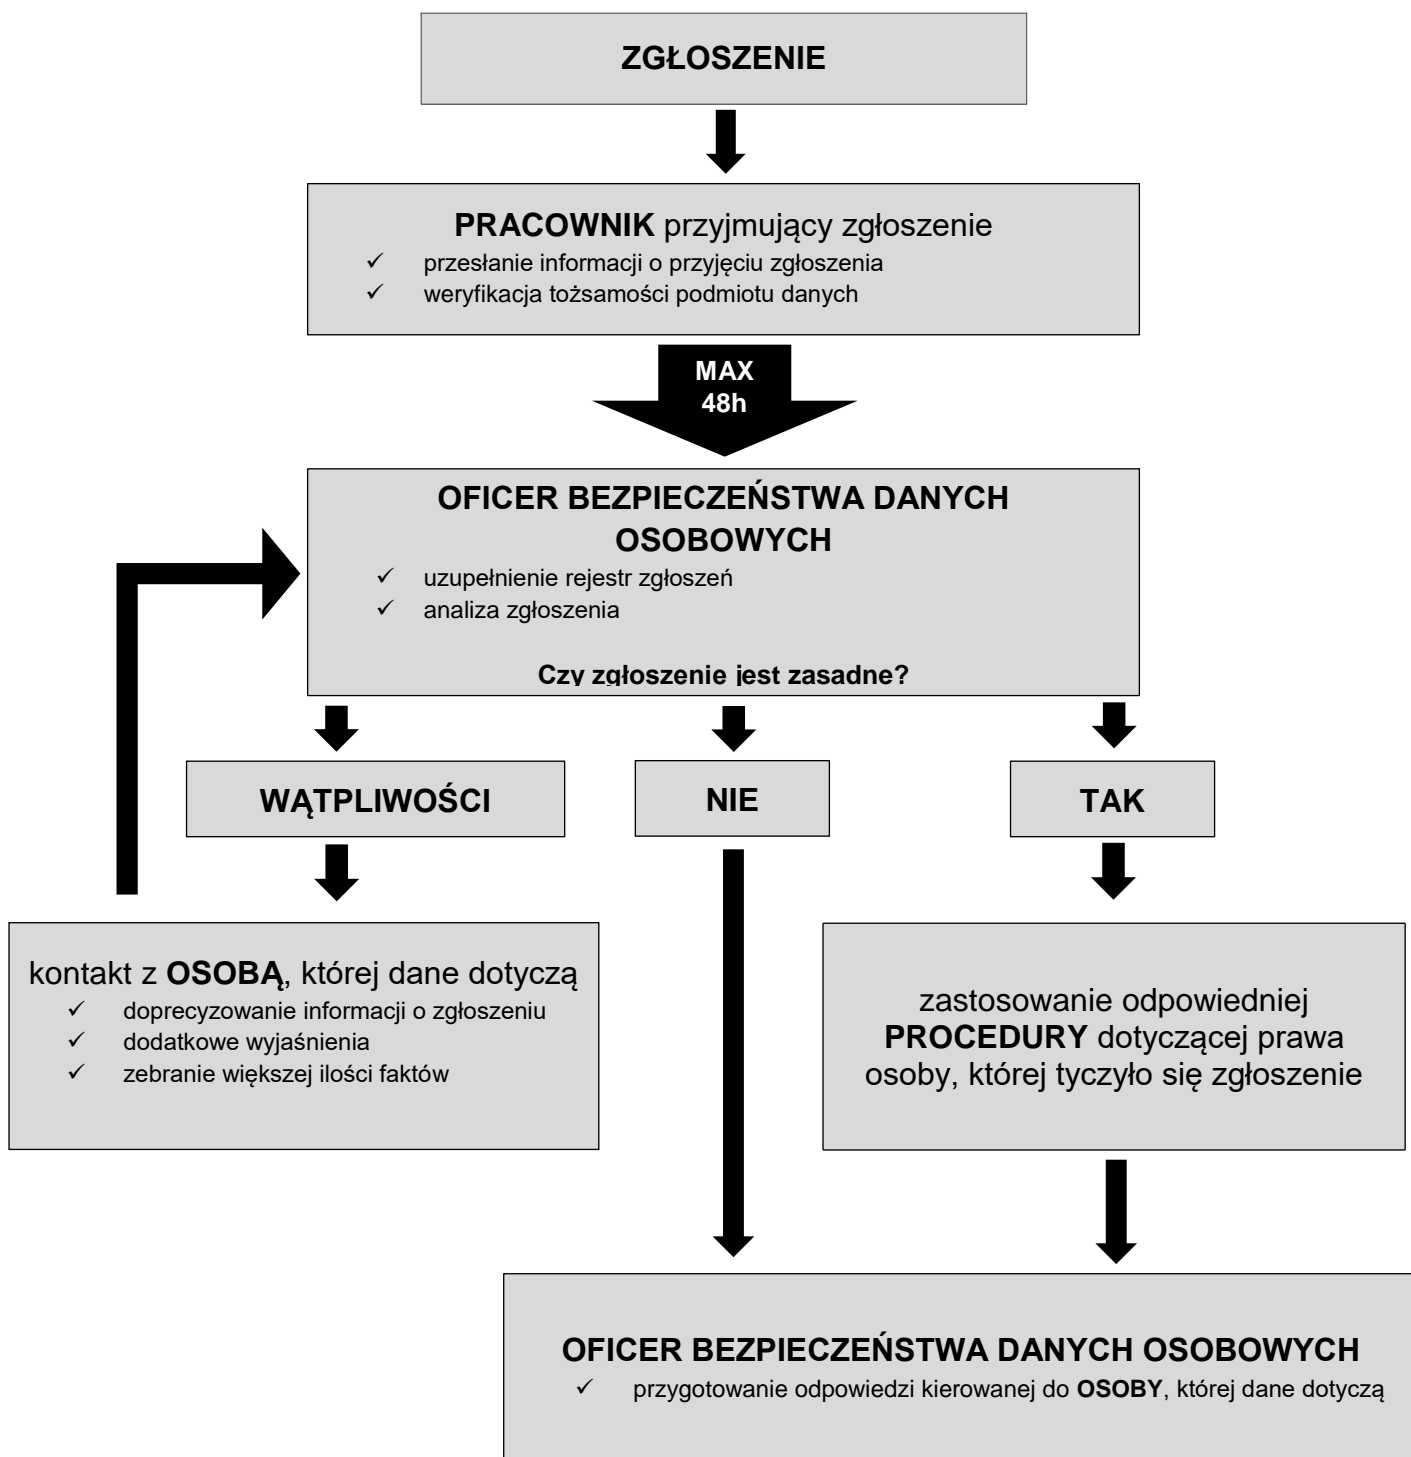 ZGŁOSZENIE
PRACOWNIK przyjmujący zgłoszenie
✓ przesłanie informacji o przyjęciu zgłoszenia
✓ weryfikacja tożsamości podmiotu danych
MAX
48h
OFICER BEZPIECZEŃSTWA DANYCH
OSOBOWYCH
✓ uzupełnienie rejestr zgłoszeń
✓ analiza zgłoszenia
Czy zgłoszenie jest zasadne?
WĄTPLIWOŚCI
NIE
TAK
kontakt z OSOBĄ, której dane dotyczą
✓ doprecyzowanie informacji o zgłoszeniu
✓ dodatkowe wyjaśnienia
✓ zebranie większej ilości faktów
zastosowanie odpowiedniej
PROCEDURY dotyczącej prawa
osoby, której tyczyło się zgłoszenie
OFICER BEZPIECZEŃSTWA DANYCH OSOBOWYCH
✓ przygotowanie odpowiedzi kierowanej do OSOBY, której dane dotyczą